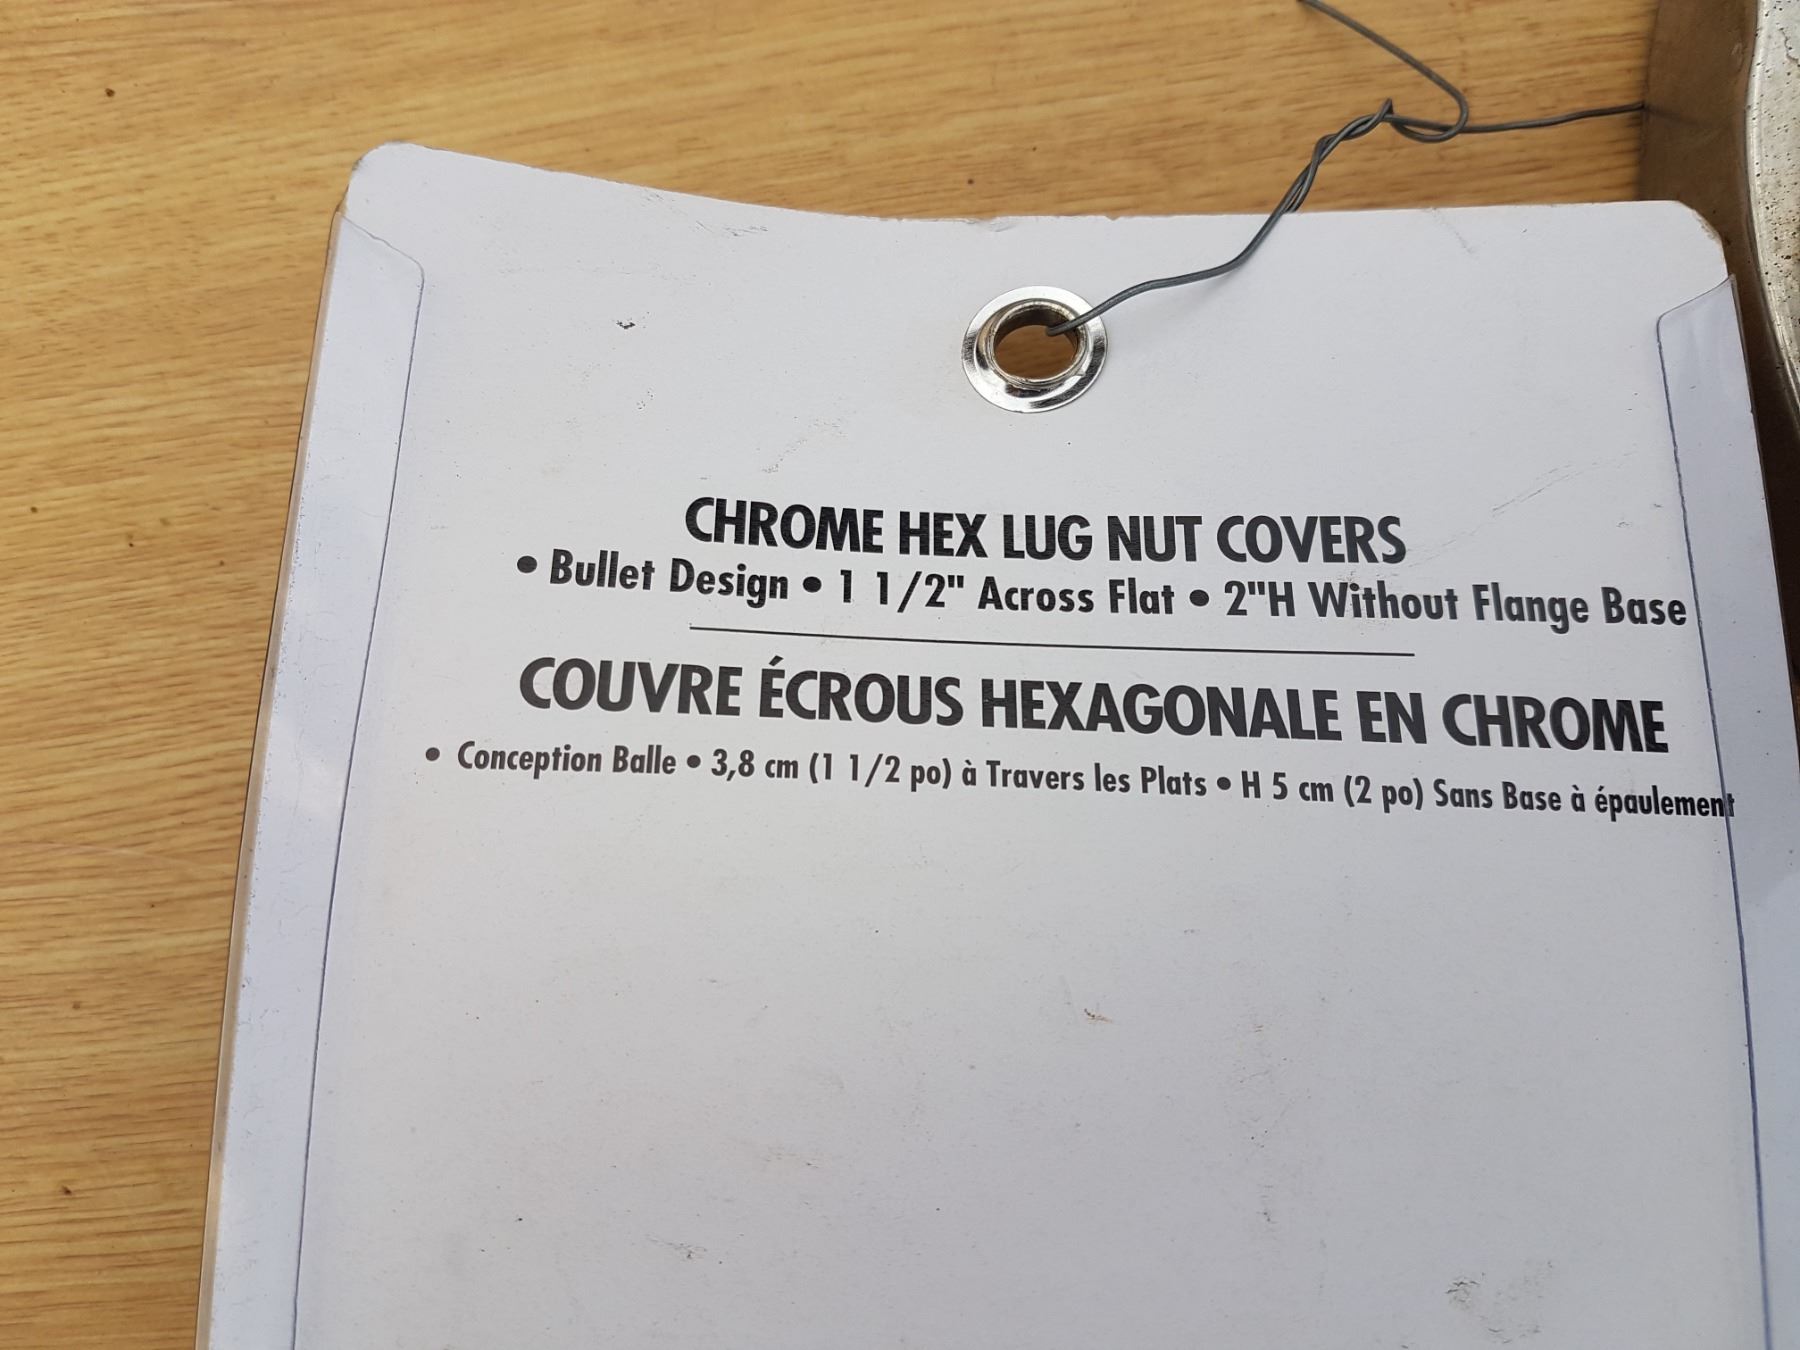 CHROME HEX LUG NUT COVERS
• Bullet Design • 1 1/2" Across Flat • 2"H Without Flange Base
COUVRE ÉCROUS HEXAGONALE EN CHROME
• Conception Balle • 3,8 cm (1 1/2 po) à Travers les Plats • H 5 cm (2 po) Sans Base à épaulement